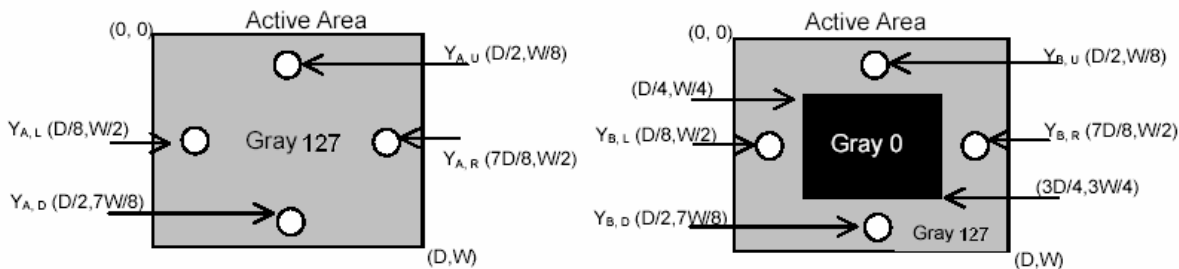 Active Area
(0, 0)
Y_A, U (D/2,W/8)
Y_A, L (D/8,W/2)
Gray 127
Y_A, R (7D/8,W/2)
Y_A, D (D/2,7W/8)
(D,W)
Active Area
(0, 0)
Y_B, U (D/2,W/8)
(D/4,W/4)
Y_B, L (D/8,W/2)
Gray 0
Y_B, R (7D/8,W/2)
(3D/4,3W/4)
Y_B, D (D/2,7W/8)
Gray 127
(D,W)